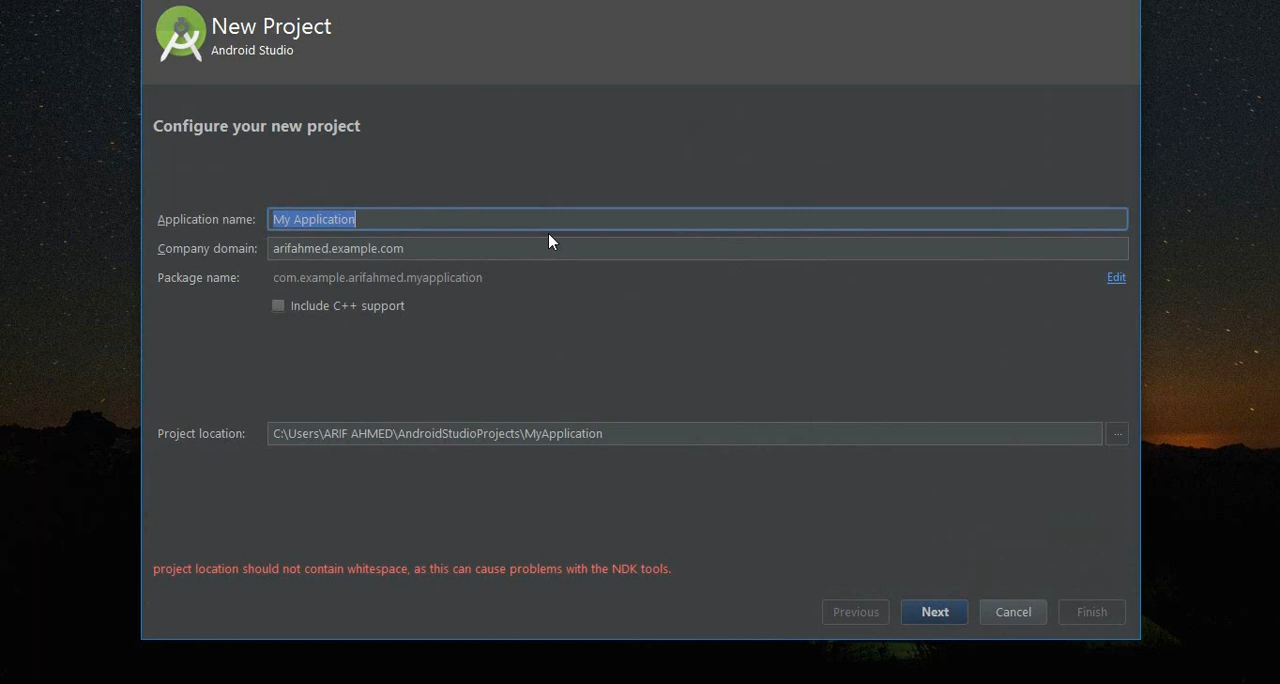 New Project
Android Studio
Configure your new project
Application name: My Application
Company domain: arifahmed.example.com
Package name: com.example.arifahmed.myapplication Edit
Include C++ support
Project location: C:\Users\ARIF AHMED\AndroidStudioProjects\MyApplication ...
project location should not contain whitespace, as this can cause problems with the NDK tools.
Previous Next Cancel Finish